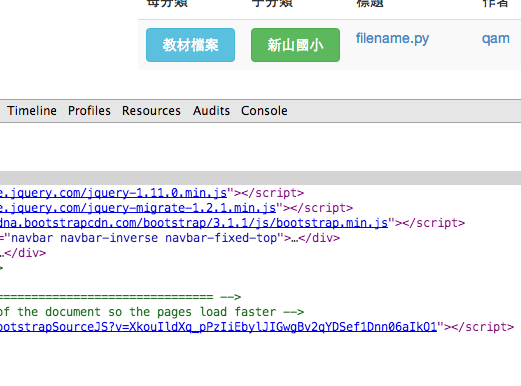 母分類 子分類 標題 作者
教材檔案 新山國小 filename.py qam
Timeline Profiles Resources Audits Console
e.jquery.com/jquery-1.11.0.min.js"></script>
e.jquery.com/jquery-migrate-1.2.1.min.js"></script>
dna.bootstrapcdn.com/bootstrap/3.1.1/js/bootstrap.min.js"></script>
="navbar navbar-inverse navbar-fixed-top">…</div>
…</div>
>
=============================== -->
of the document so the pages load faster -->
ootstrapSourceJS?v=XkouIldXq_pPzIiEbylJIGwgBv2qYDSef1Dnn06aIkO1"></script>